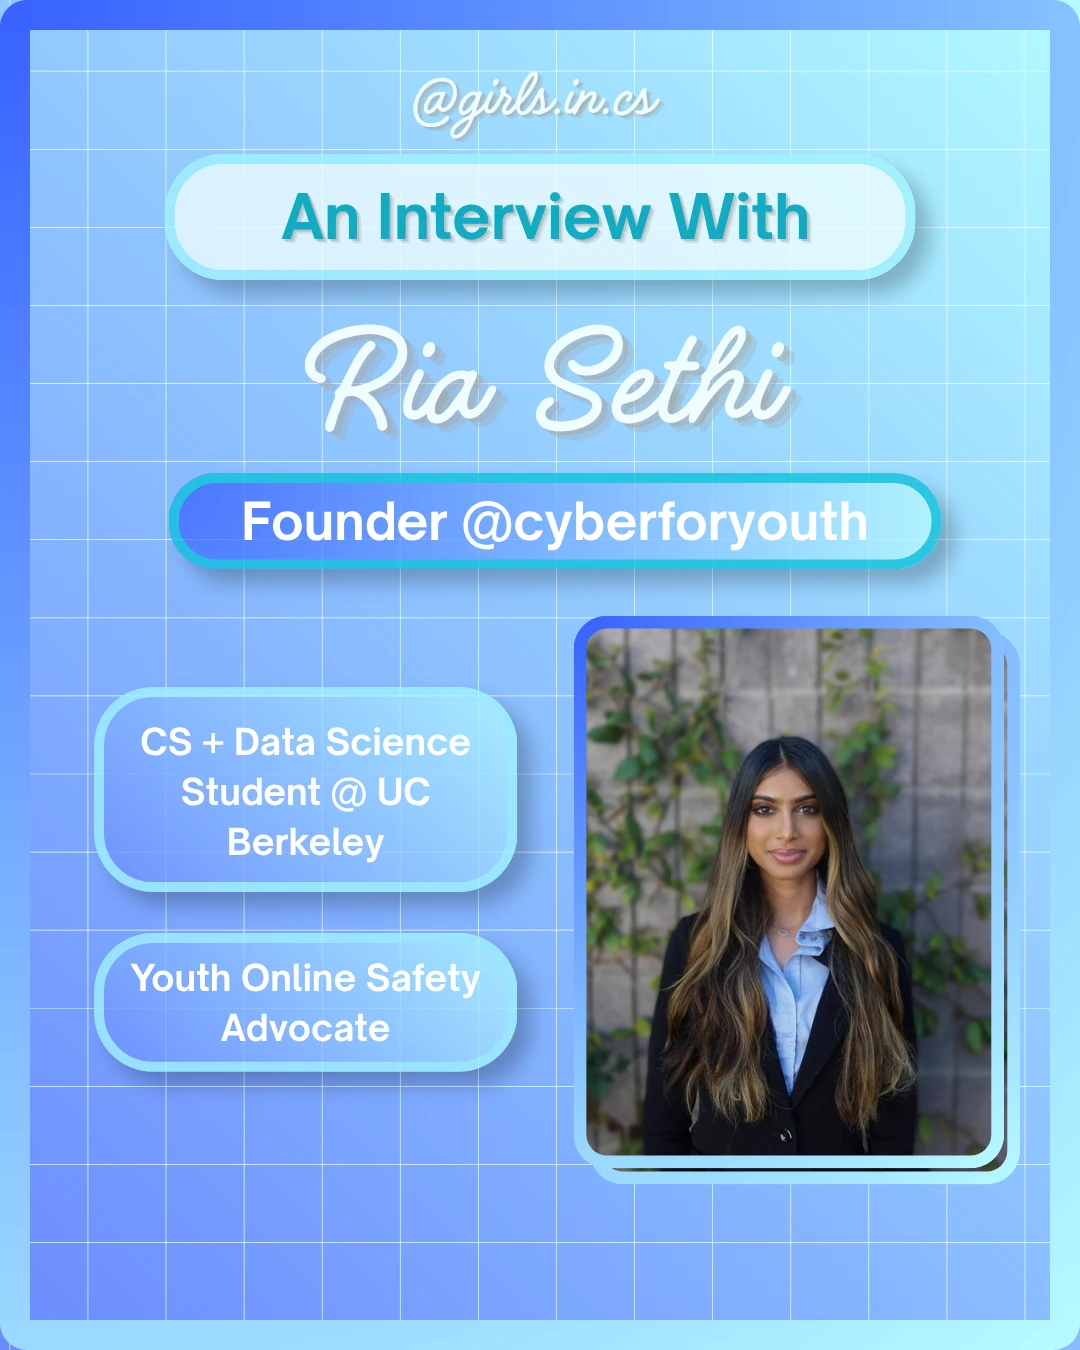 @girls.in.cs
An Interview With
Ria Sethi
Founder @cyberforyouth
CS + Data Science
Student @ UC
Berkeley
Youth Online Safety
Advocate